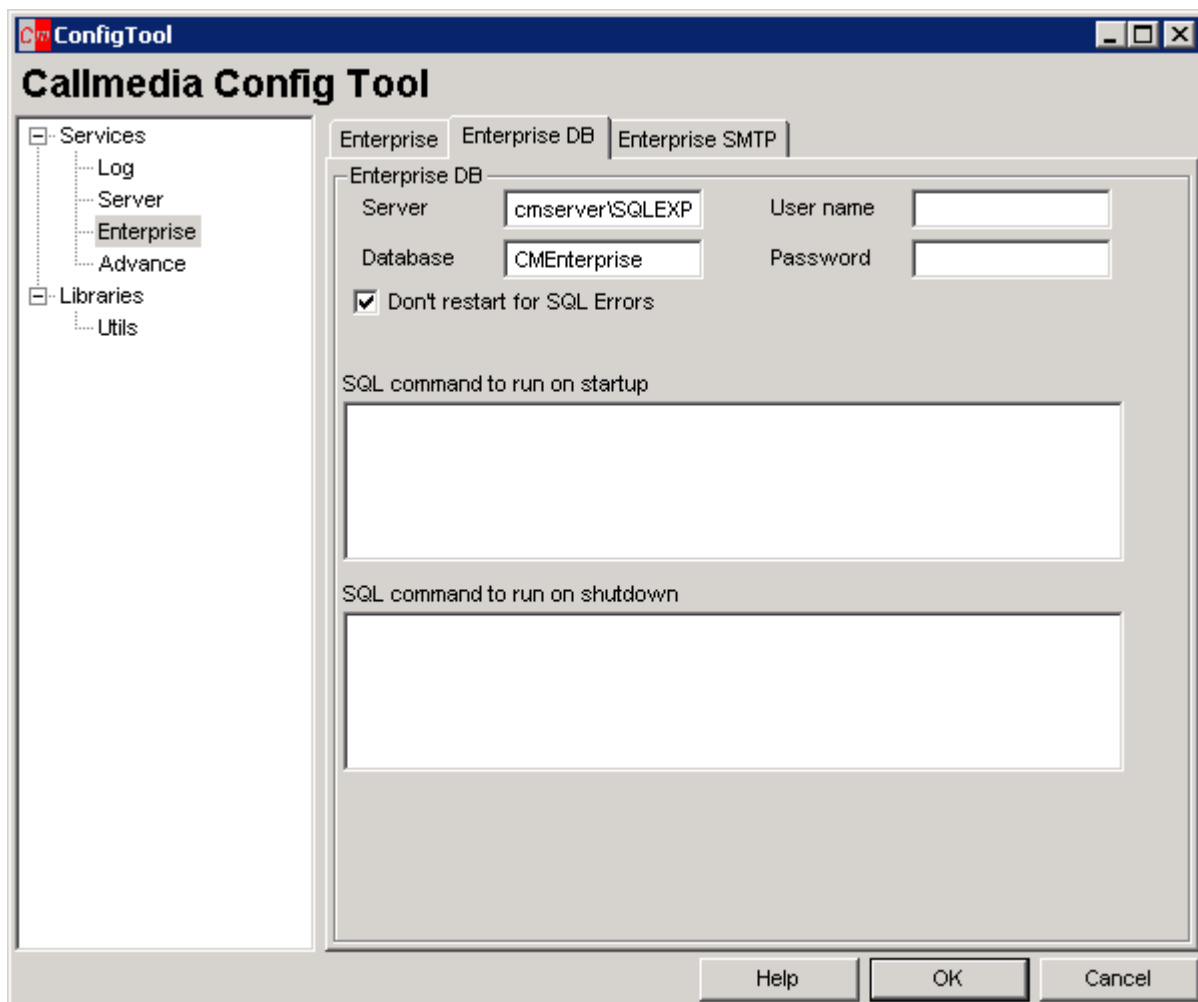 Cm ConfigTool
Callmedia Config Tool
Services
Log
Server
Enterprise
Advance
Libraries
Utils
Enterprise Enterprise DB Enterprise SMTP
Enterprise DB
Server cmserver\SQLEXP User name
Database CMEnterprise Password
Don't restart for SQL Errors
SQL command to run on startup
SQL command to run on shutdown
Help OK Cancel